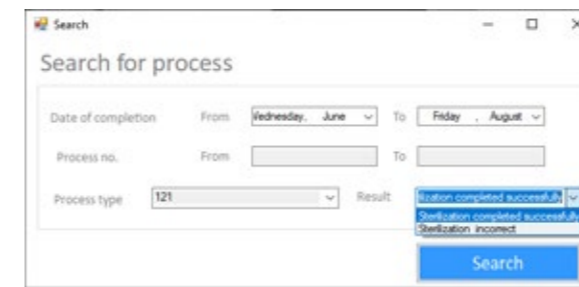 Search
Search for process
Date of completion From Wednesday, June To Friday , August
Process no. From To
Process type 121 Result lization completed successfully
Sterilization completed successfully
Sterilization incorrect
Search